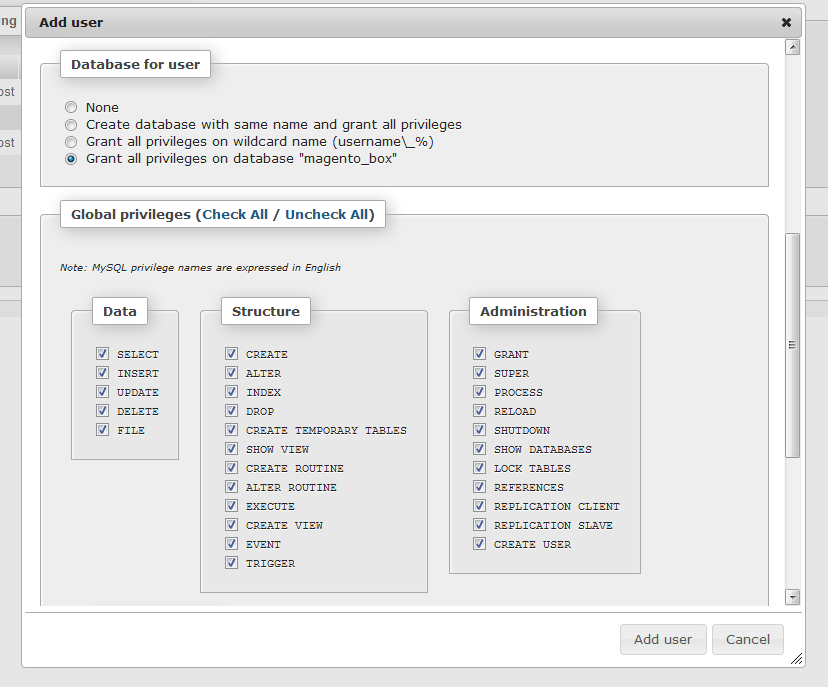 Add user
ng
ost
ost
Database for user
None
Create database with same name and grant all privileges
Grant all privileges on wildcard name (username\_%)
Grant all privileges on database "magento_box"
Global privileges (Check All / Uncheck All)
Note: MySQL privilege names are expressed in English
Data
SELECT
INSERT
UPDATE
DELETE
FILE
Structure
CREATE
ALTER
INDEX
DROP
CREATE TEMPORARY TABLES
SHOW VIEW
CREATE ROUTINE
ALTER ROUTINE
EXECUTE
CREATE VIEW
EVENT
TRIGGER
Administration
GRANT
SUPER
PROCESS
RELOAD
SHUTDOWN
SHOW DATABASES
LOCK TABLES
REFERENCES
REPLICATION CLIENT
REPLICATION SLAVE
CREATE USER
Add user
Cancel